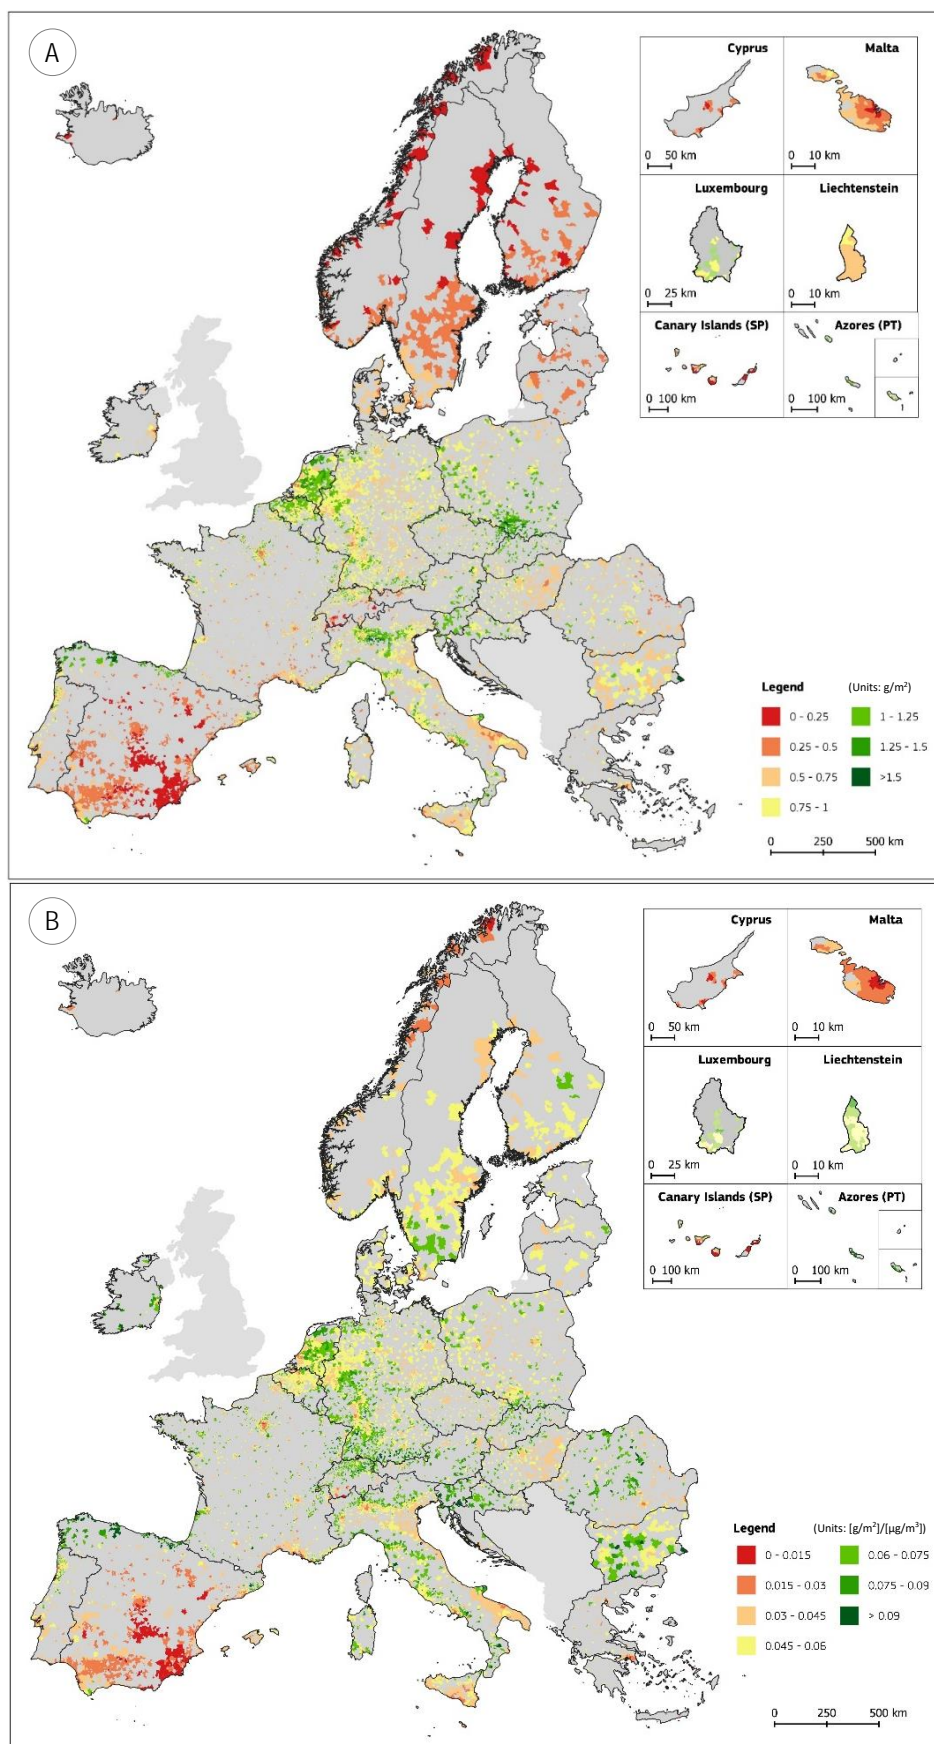 A
Cyprus Malta
0 50 km 0 10 km
Luxembourg Liechtenstein
0 25 km 0 10 km
Canary Islands (SP) Azores (PT)
0 100 km 0 100 km
Legend (Units: g/m²)
0 - 0.25 1 - 1.25
0.25 - 0.5 1.25 - 1.5
0.5 - 0.75 >1.5
0.75 - 1
0 250 500 km
B
Cyprus Malta
0 50 km 0 10 km
Luxembourg Liechtenstein
0 25 km 0 10 km
Canary Islands (SP) Azores (PT)
0 100 km 0 100 km
Legend (Units: [g/m²]/[µg/m³])
0 - 0.015 0.06 - 0.075
0.015 - 0.03 0.075 - 0.09
0.03 - 0.045 > 0.09
0.045 - 0.06
0 250 500 km